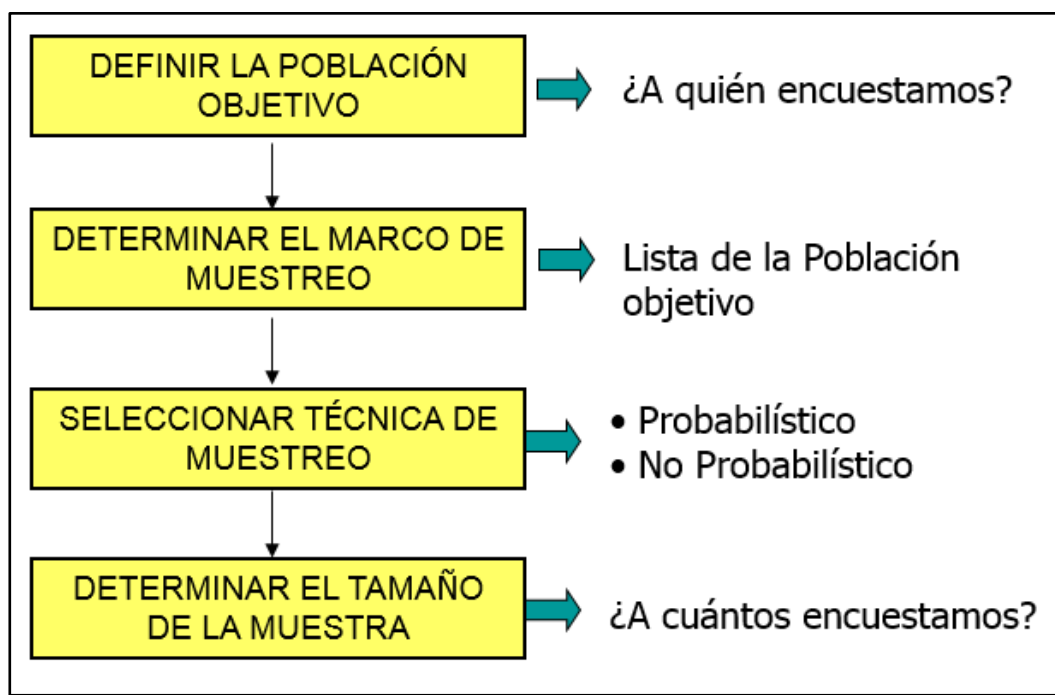 DEFINIR LA POBLACIÓN
OBJETIVO
¿A quién encuestamos?
DETERMINAR EL MARCO DE
MUESTREO
Lista de la Población
objetivo
SELECCIONAR TÉCNICA DE
MUESTREO
• Probabilístico
• No Probabilístico
DETERMINAR EL TAMAÑO
DE LA MUESTRA
¿A cuántos encuestamos?